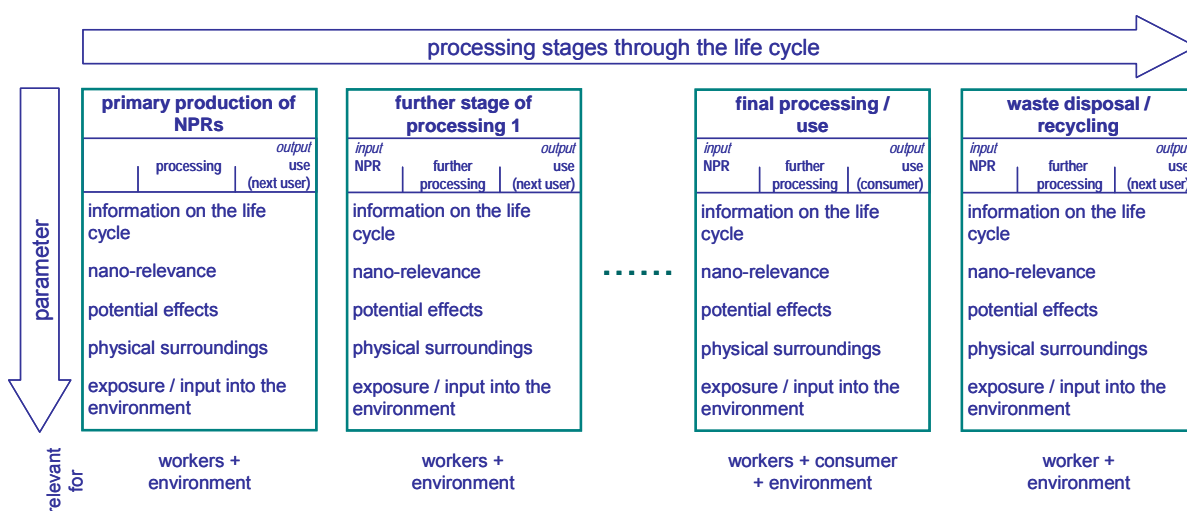 processing stages through the life cycle
parameter
primary production of
NPRs
output
processing use
(next user)
information on the life
cycle
nano-relevance
potential effects
physical surroundings
exposure / input into the
environment
further stage of
processing 1
input output
NPR further use
processing (next user)
information on the life
cycle
nano-relevance
potential effects
physical surroundings
exposure / input into the
environment
......
final processing /
use
input output
NPR further use
processing (consumer)
information on the life
cycle
nano-relevance
potential effects
physical surroundings
exposure / input into the
environment
waste disposal /
recycling
input output
NPR further use
processing (next user)
information on the life
cycle
nano-relevance
potential effects
physical surroundings
exposure / input into the
environment
relevant
for
workers +
environment
workers +
environment
workers + consumer
+ environment
worker +
environment